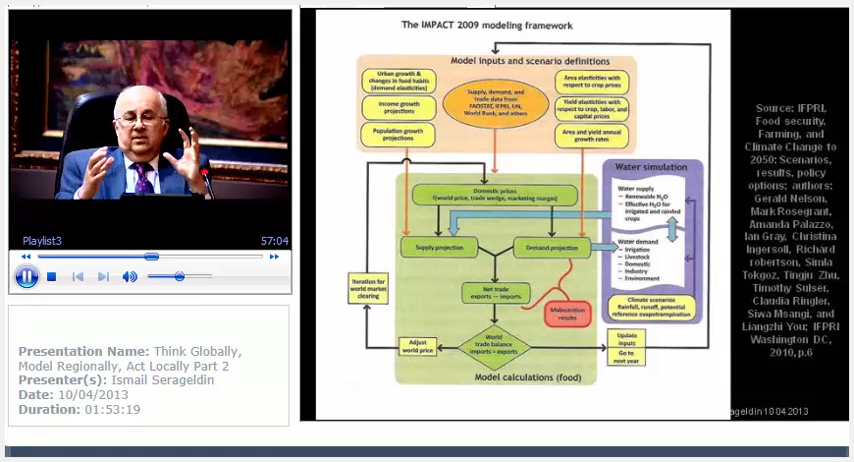 Playlist3
57:04
Presentation Name: Think Globally,
Model Regionally, Act Locally Part 2
Presenter(s): Ismail Serageldin
Date: 10/04/2013
Duration: 01:53:19
The IMPACT 2009 modeling framework
Model inputs and scenario definitions
Urban growth &
changes in food habits
(demand elasticities)
Income growth
projections
Population growth
projections
Supply, demand, and
trade data from
FAOSTAT, IFPRI, UN,
World Bank, and others
Area elasticities with
respect to crop prices
Yield elasticities with
respect to crop, labor, and
capital prices
Area and yield annual
growth rates
Domestic prices
f(world price, trade wedge, marketing margin)
Supply projection
Demand projection
Net trade
exports — imports
Malnutrition
results
World
trade balance
imports = exports
Iteration for
world market
clearing
Adjust
world price
Update
inputs
Go to
next year
Model calculations (food)
Water simulation
Water supply
— Renewable H₂O
— Effective H₂O for
irrigated and rainfed
crops
Water demand
— Irrigation
— Livestock
— Domestic
— Industry
— Environment
Climate scenarios
Rainfall, runoff, potential
reference evapotranspiration
Source: IFPRI,
Food security,
Farming, and
Climate Change to
2050: Scenarios,
results, policy
options; authors:
Gerald Nelson,
Mark Rosegrant,
Amanda Palazzo,
Ian Gray, Christina
Ingersoll, Richard
robertson, Simla
Tokgoz, Tingju Zhu,
Timothy Sulser,
Claudia Ringler,
Siwa Msangi, and
Liangzhi You; IFPRI
Washington DC,
2010,p.6
ageldin 10 04 2013